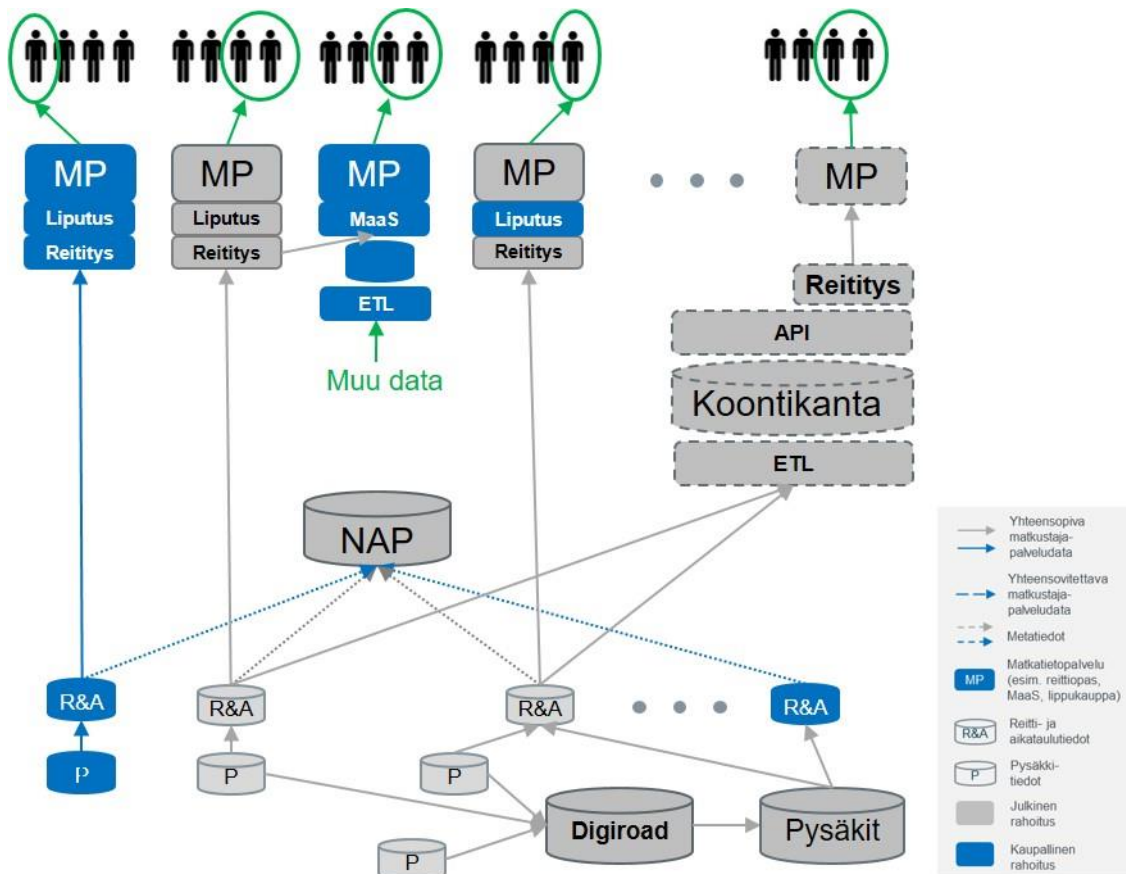 MP
MP
MP
MP
MP
Liputus
Liputus
MaaS
Liputus
Reititys
Reititys
Reititys
Reititys
ETL
API
Muu data
Koontikanta
ETL
NAP
R&A
R&A
R&A
R&A
P
P
P
Digiroad
Pysäkit
P
Yhteensopiva
matkustaja-
palveludata
Yhteensovitettava
matkustaja-
palveludata
Metatiedot
MP
Matkatietopalvelu
(esim. reittiopas,
MaaS, lippukauppa)
R&A
Reitti- ja
aikataulutiedot
P
Pysäkki-
tiedot
Julkinen
rahoitus
Kaupallinen
rahoitus